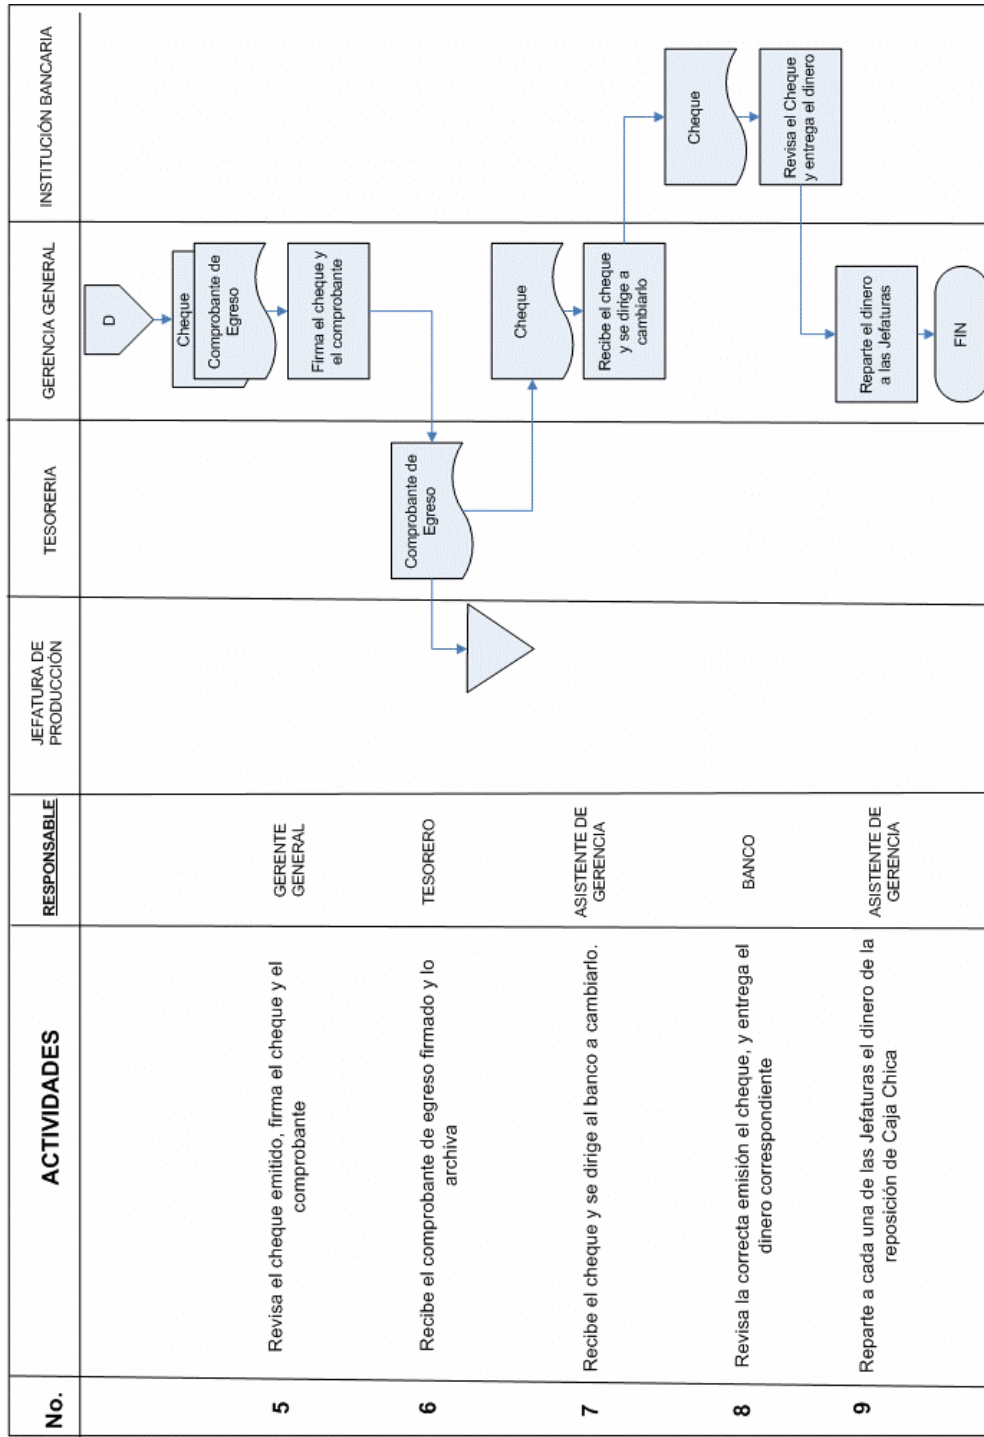 No.
ACTIVIDADES
RESPONSABLE
JEFATURA DE
PRODUCCIÓN
TESORERIA
GERENCIA GENERAL
INSTITUCIÓN BANCARIA
D
Cheque
Comprobante de
Egreso
5
Revisa el cheque emitido, firma el cheque y el
comprobante
GERENTE
GENERAL
Firma el cheque y
el comprobante
6
Recibe el comprobante de egreso firmado y lo
archiva
TESORERO
Comprobante de
Egreso
Cheque
7
Recibe el cheque y se dirige al banco a cambiarlo.
ASISTENTE DE
GERENCIA
Recibe el cheque
y se dirige a
cambiarlo
Cheque
8
Revisa la correcta emisión el cheque, y entrega el
dinero correspondiente
BANCO
Revisa el Cheque
y entrega el dinero
9
Reparte a cada una de las Jefaturas el dinero de la
reposición de Caja Chica
ASISTENTE DE
GERENCIA
Reparte el dinero
a las Jefaturas
FIN